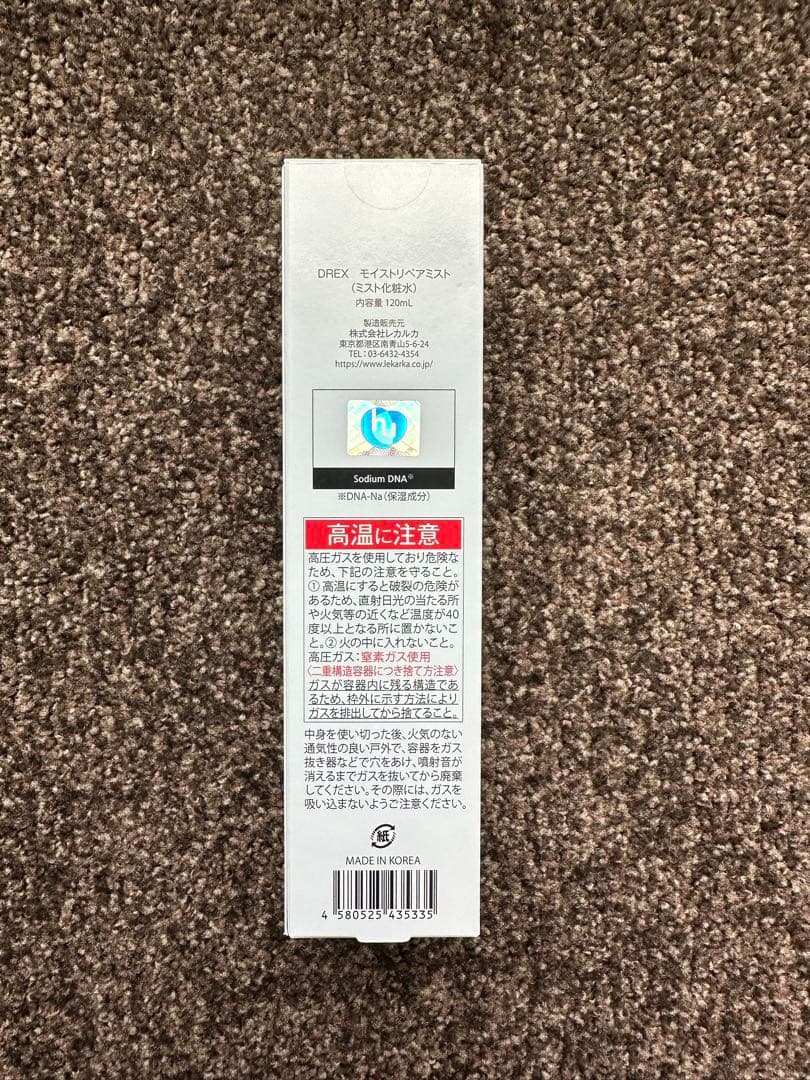 DREX　モイストリペアミスト
（ミスト化粧水）
内容量 120mL
製造販売元
株式会社レカルカ
東京都港区南青山5-6-24
TEL：03-6432-4354
https://www.lekarka.co.jp/
Sodium DNA※
※DNA-Na（保湿成分）
高温に注意
高圧ガスを使用しており危険な
ため、下記の注意を守ること。
① 高温にすると破裂の危険が
あるため、直射日光の当たる所
や火気等の近くなど温度が40
度以上となる所に置かないこ
と。② 火の中に入れないこと。
高圧ガス：窒素ガス使用
〈二重構造容器につき捨て方注意〉
ガスが容器内に残る構造であ
るため、枠外に示す方法により
ガスを排出してから捨てること。
中身を使い切った後、火気のない
通気性の良い戸外で、容器をガス
抜き器などで穴をあけ、噴射音が
消えるまでガスを抜いてから廃棄
してください。その際には、ガスを
吸い込まないようご注意ください。
紙
MADE IN KOREA
4 580525 435335